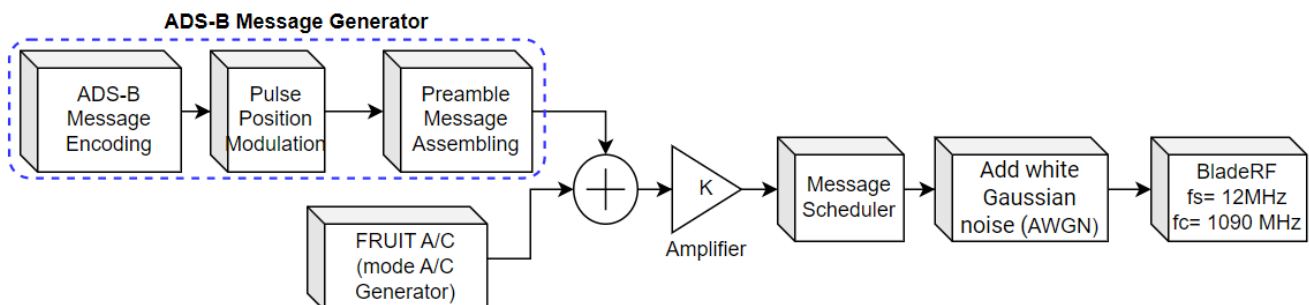 ADS-B Message Generator
ADS-B
Message
Encoding
Pulse
Position
Modulation
Preamble
Message
Assembling
FRUIT A/C
(mode A/C
Generator)
K
Amplifier
Message
Scheduler
Add white
Gaussian
noise (AWGN)
BladeRF
fs= 12MHz
fc= 1090 MHz